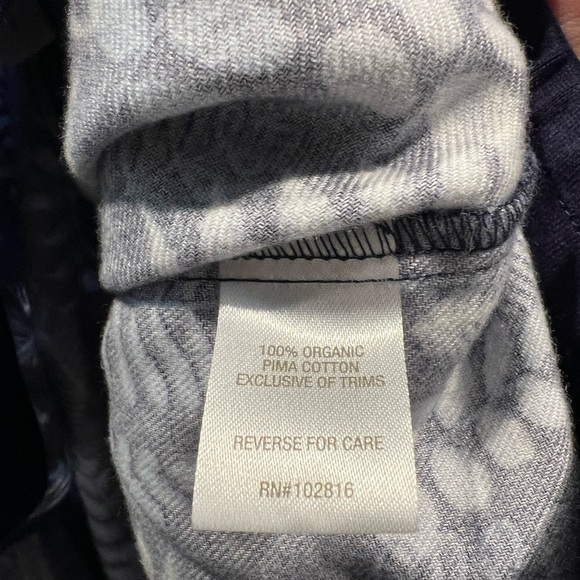 100% ORGANIC
PIMA COTTON
EXCLUSIVE OF TRIMS
REVERSE FOR CARE
RN#102816